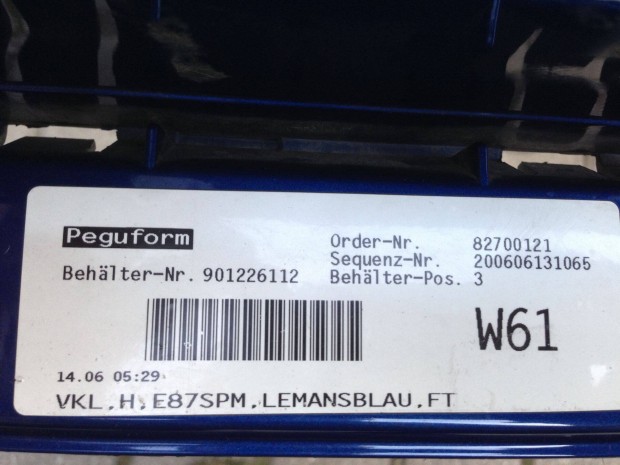 Peguform
Order-Nr. 82700121
Sequenz-Nr. 200606131065
Behälter-Nr. 901226112 Behälter-Pos. 3
W61
14.06 05:29
VKL,H,E87SPM,LEMANSBLAU,FT